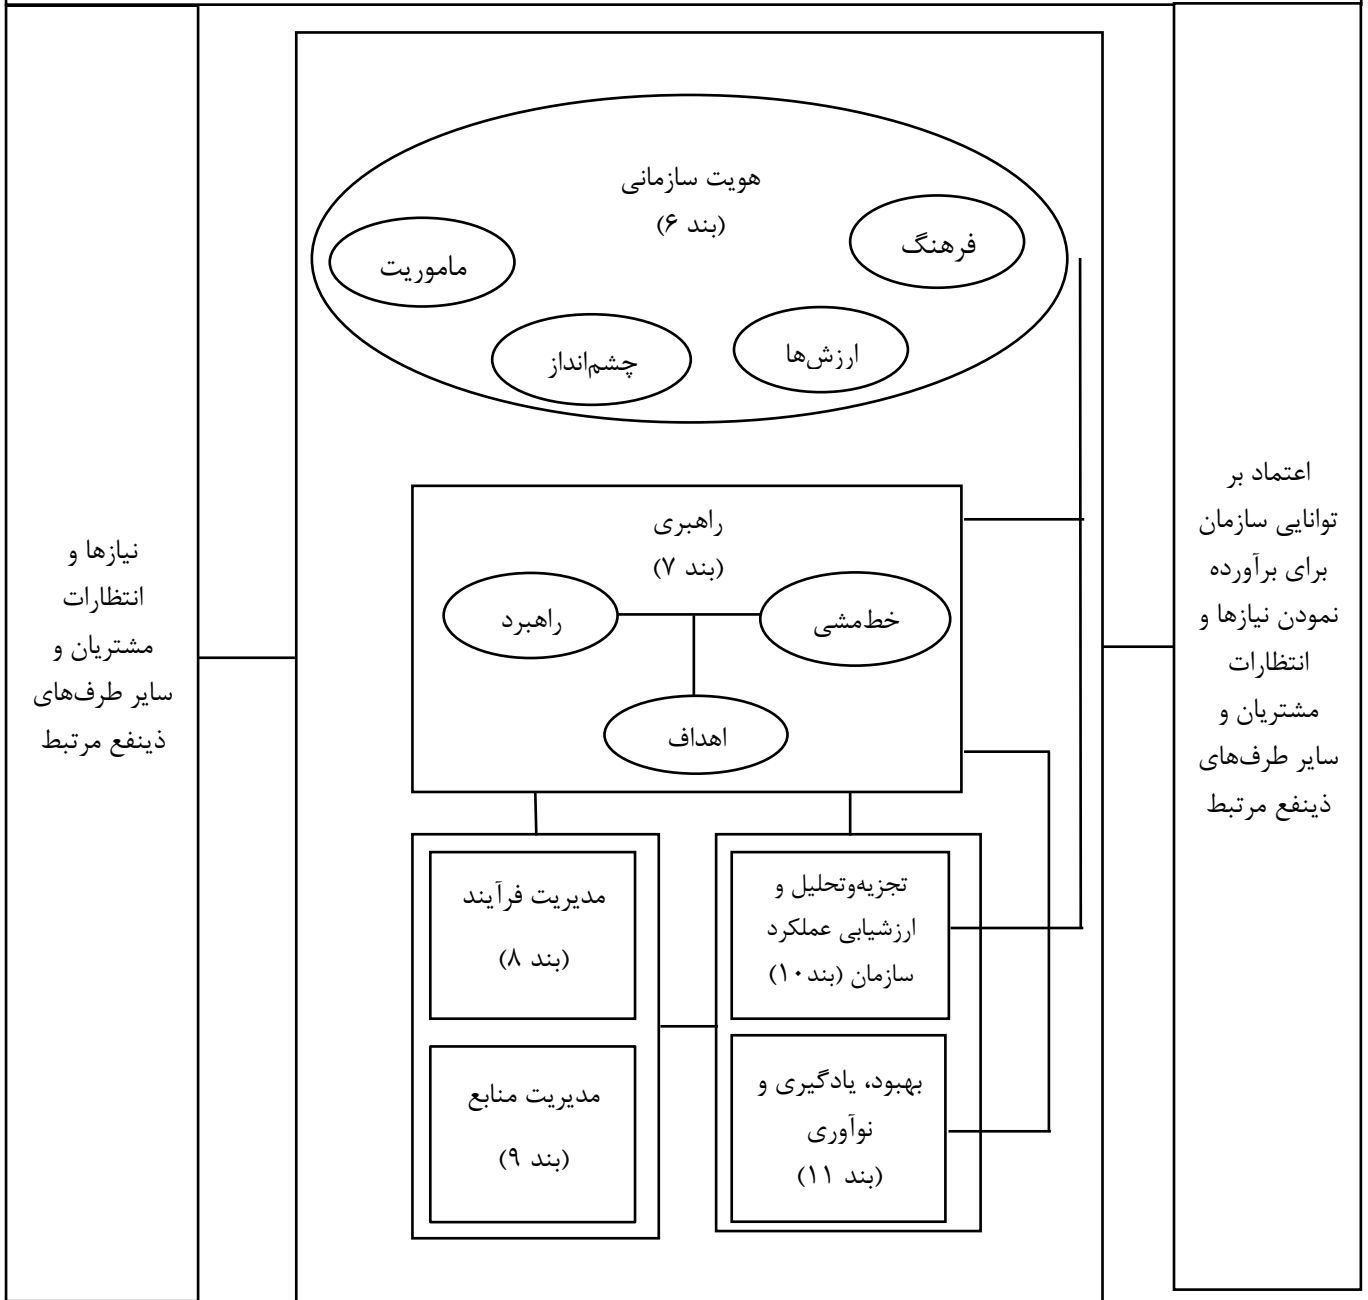 هویت سازمانی
(بند ۶)
فرهنگ
ماموریت
ارزش‌ها
چشم‌انداز
اعتماد بر
توانایی سازمان
برای برآورده
نمودن نیازها و
انتظارات
مشتریان و
سایر طرف‌های
ذینفع مرتبط
راهبری
(بند ۷)
خط‌مشی
راهبرد
اهداف
نیازها و
انتظارات
مشتریان و
سایر طرف‌های
ذینفع مرتبط
تجزیه‌وتحلیل و
ارزشیابی عملکرد
سازمان (بند۱۰)
مدیریت فرآیند
(بند ۸)
بهبود، یادگیری و
نوآوری
(بند ۱۱)
مدیریت منابع
(بند ۹)